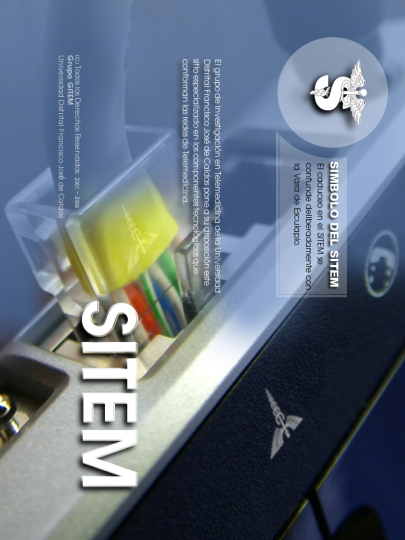 SIMBOLO DEL SITEM
El caduceo en el SITEM se
confunde deliberadamente con
la Vara de Esculapio.
El grupo de Investigación en Telemedicina de la Universidad
Distrital Francisco José de Caldas pone a su disposición este
sitio especializado en los componentes tecnológicos que
conforman las redes de Telemedicina.
SITEM
(c) Todos los Derechos Reservados 2001 - 2006
Grupo GITEM
Universidad Distrital Francisco José de Caldas